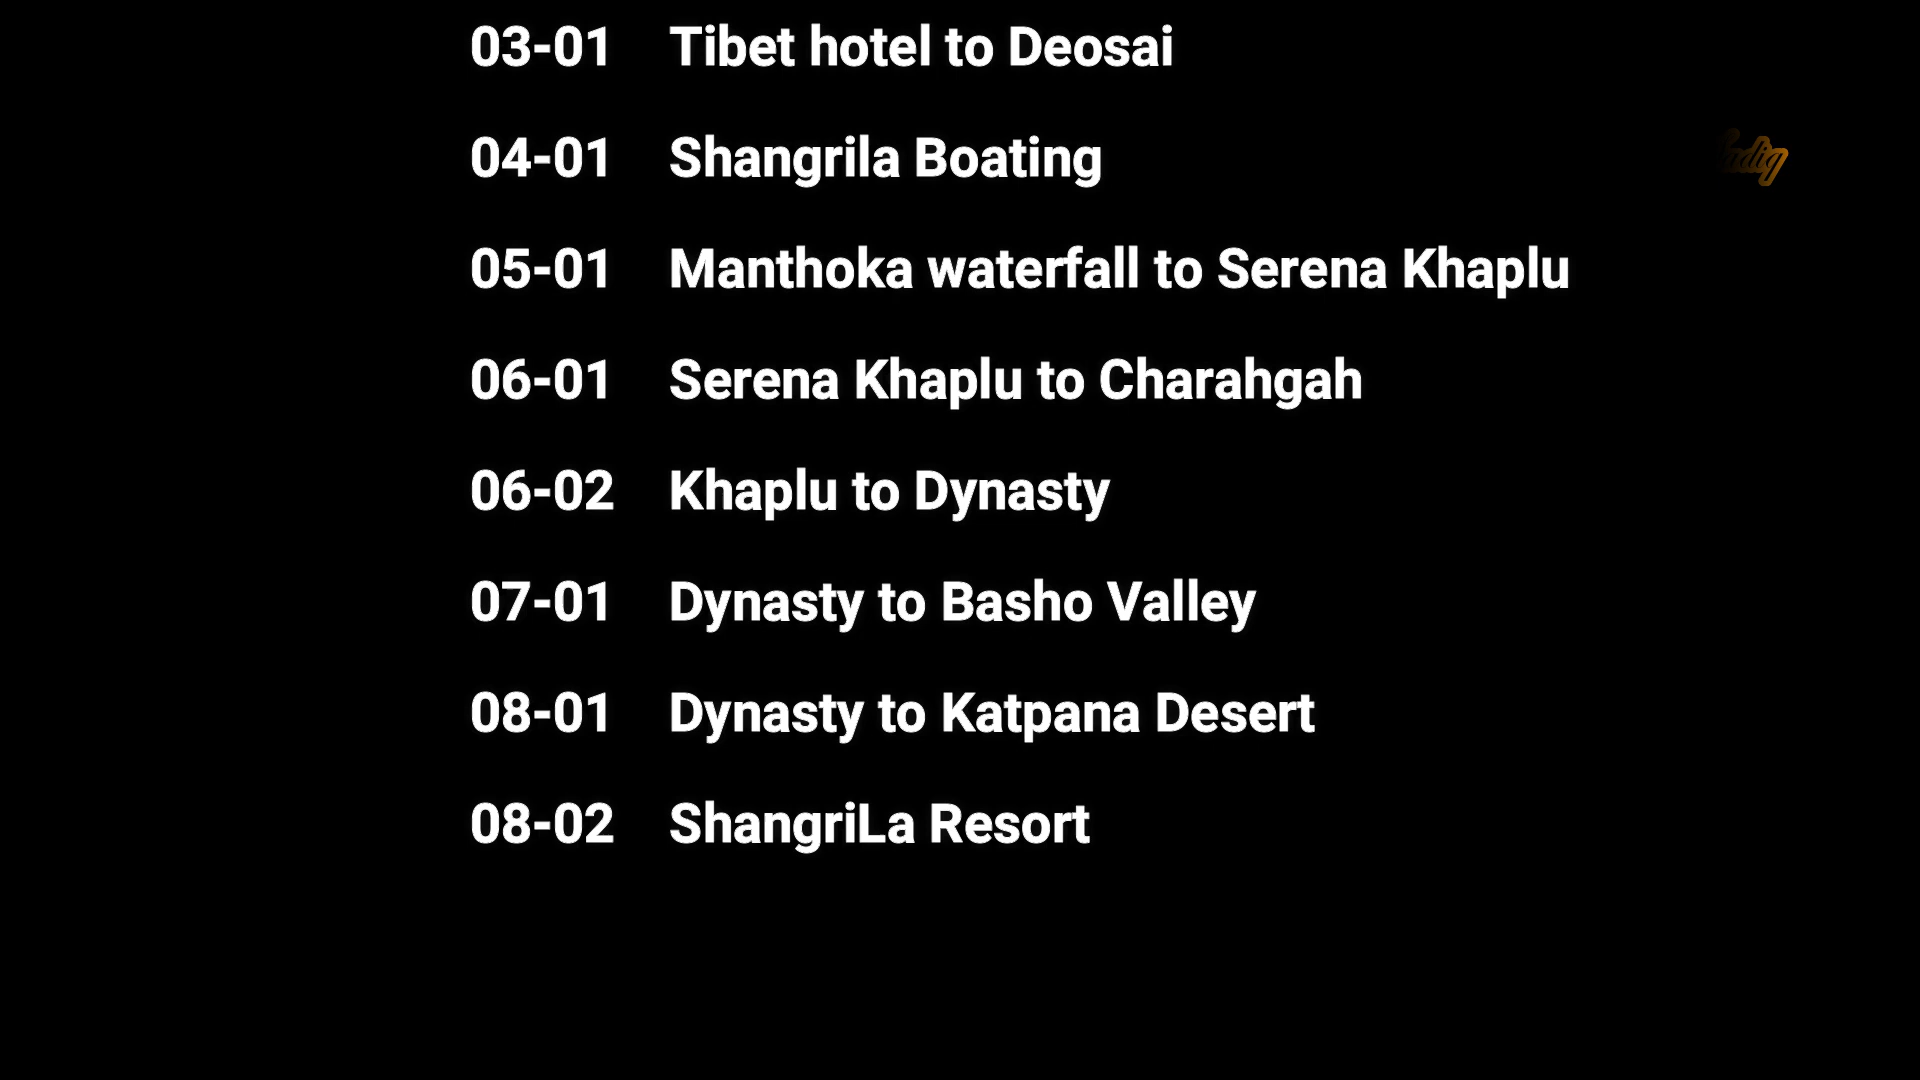 03-01 Tibet hotel to Deosai
04-01 Shangrila Boating
05-01 Manthoka waterfall to Serena Khaplu
06-01 Serena Khaplu to Charahgah
06-02 Khaplu to Dynasty
07-01 Dynasty to Basho Valley
08-01 Dynasty to Katpana Desert
08-02 ShangriLa Resort